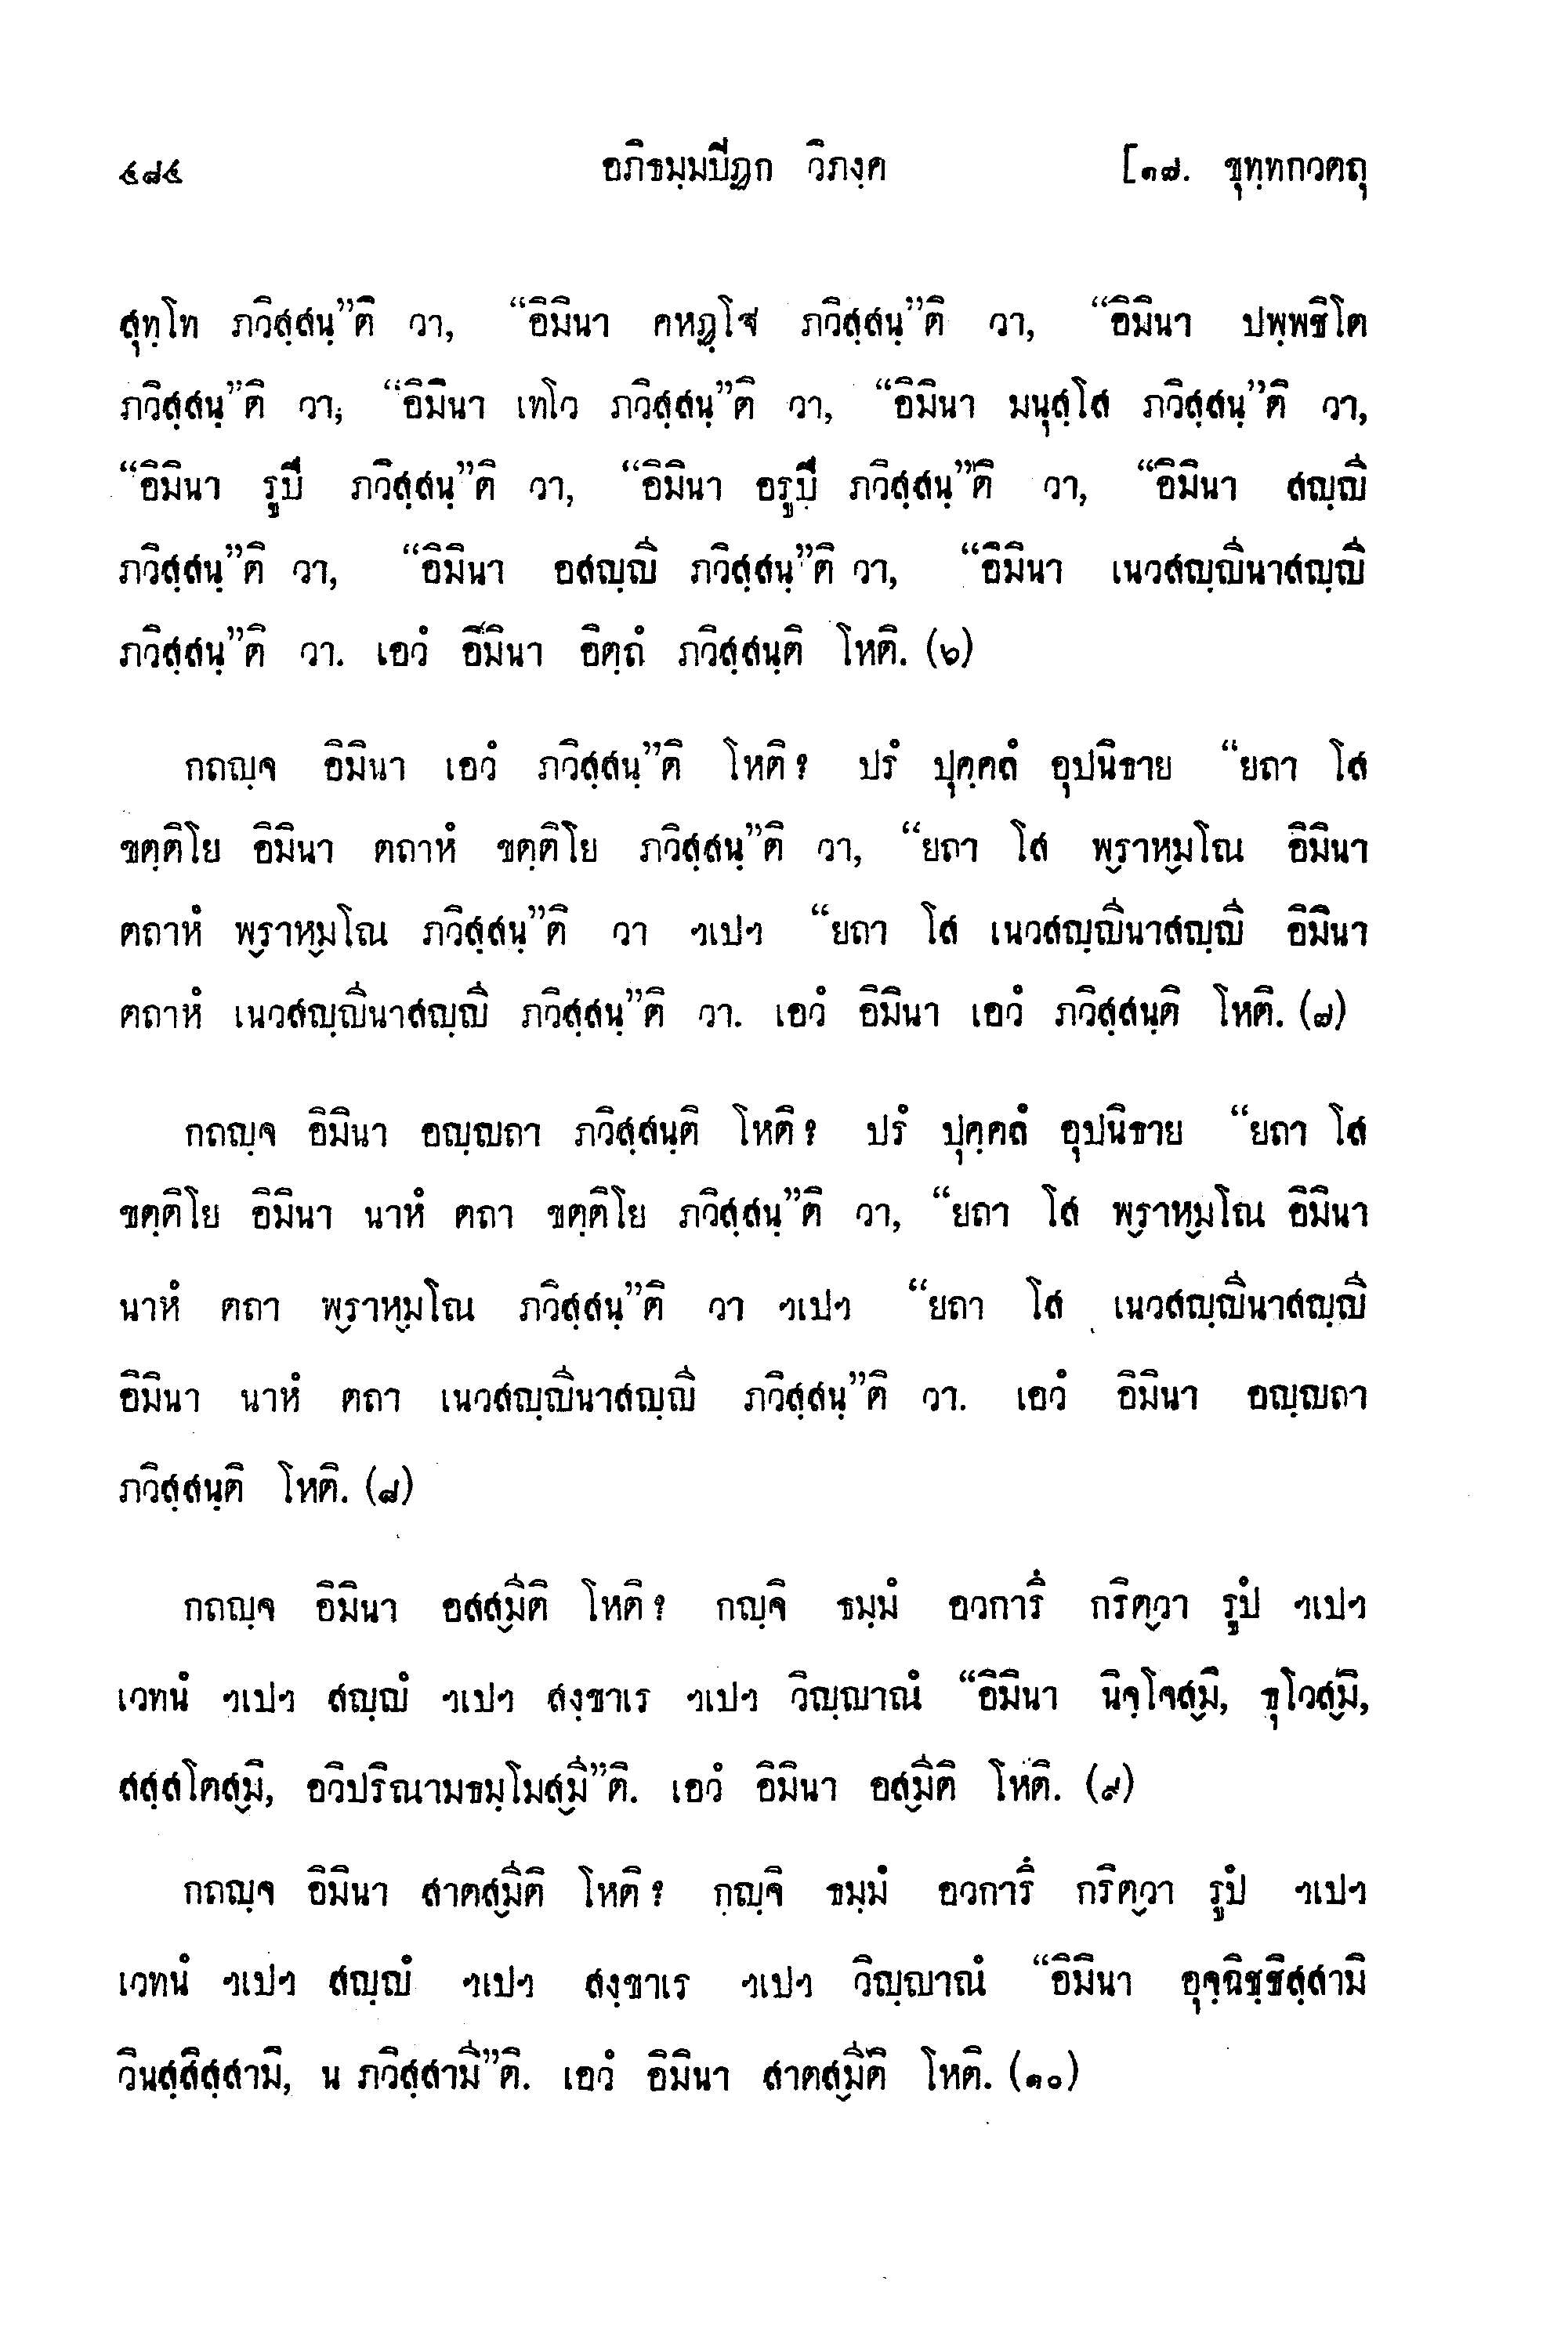 ๔๘๔ อภิธมฺมปิฏก วิภงฺค [๑๗. ขุทฺทกวตถุ
สุทฺโท ภวิสฺสนฺ”ติ วา, “อิมินา คหฏฺโฐ ภวิสฺสนฺ”ติ วา, “อิมินา ปพฺพชิโต
ภวิสฺสนฺ”ติ วา, “อิมินา เทโว ภวิสฺสนฺ”ติ วา, “อิมินา มนุสฺโส ภวิสฺสนฺ”ติ วา,
“อิมินา รูปี ภวิสฺสนฺ”ติ วา, “อิมินา อรูปี ภวิสฺสนฺ”ติ วา, “อิมินา สญฺญี
ภวิสฺสนฺ”ติ วา, “อิมินา อสญฺญี ภวิสฺสนฺ”ติ วา, “อิมินา เนวสญฺญีนาสญฺญี
ภวิสฺสนฺ”ติ วา. เอวํ อิมินา อิตฺถํ ภวิสฺสนฺติ โหติ. (๖)
กถญฺจ อิมินา เอวํ ภวิสฺสนฺ”ติ โหติ? ปรํ ปุคฺคลํ อุปนิธาย “ยถา โส
ขตฺติโย อิมินา ตถาหํ ขตฺติโย ภวิสฺสนฺ”ติ วา, “ยถา โส พ๎ราห๎มโณ อิมินา
ตถาหํ พ๎ราห๎มโณ ภวิสฺสนฺ”ติ วา ฯเปฯ “ยถา โส เนวสญฺญีนาสญฺญี อิมินา
ตถาหํ เนวสญฺญีนาสญฺญี ภวิสฺสนฺ”ติ วา. เอวํ อิมินา เอวํ ภวิสฺสนฺติ โหติ. (๗)
กถญฺจ อิมินา อญฺญถา ภวิสฺสนฺติ โหติ? ปรํ ปุคฺคลํ อุปนิธาย “ยถา โส
ขตฺติโย อิมินา นาหํ ตถา ขตฺติโย ภวิสฺสนฺ”ติ วา, “ยถา โส พ๎ราห๎มโณ อิมินา
นาหํ ตถา พ๎ราห๎มโณ ภวิสฺสนฺ”ติ วา ฯเปฯ “ยถา โส เนวสญฺญีนาสญฺญี
อิมินา นาหํ ตถา เนวสญฺญีนาสญฺญี ภวิสฺสนฺ”ติ วา. เอวํ อิมินา อญฺญถา
ภวิสฺสนฺติ โหติ. (๘)
กถญฺจ อิมินา อสส๎มีติ โหติ? กญฺจิ ธมฺมํ อวการึ กริต๎วา รูปํ ฯเปฯ
เวทนํ ฯเปฯ สญฺญํ ฯเปฯ สงฺขาเร ฯเปฯ วิญฺญาณํ “อิมินา นิจฺโจส๎มิ, ธุโวส๎มิ,
สสฺสโตส๎มิ, อวิปริณามธมฺโมส๎มี”ติ. เอวํ อิมินา อสส๎มีติ โหติ. (๙)
กถญฺจ อิมินา สาตส๎มีติ โหติ? กญฺจิ ธมฺมํ อวการึ กริต๎วา รูปํ ฯเปฯ
เวทนํ ฯเปฯ สญฺญํ ฯเปฯ สงฺขาเร ฯเปฯ วิญฺญาณํ “อิมินา อุจฺฉิชฺชิสฺสามิ
วินสฺสิสฺสามิ, น ภวิสฺสามี”ติ. เอวํ อิมินา สาตส๎มีติ โหติ. (๑๐)